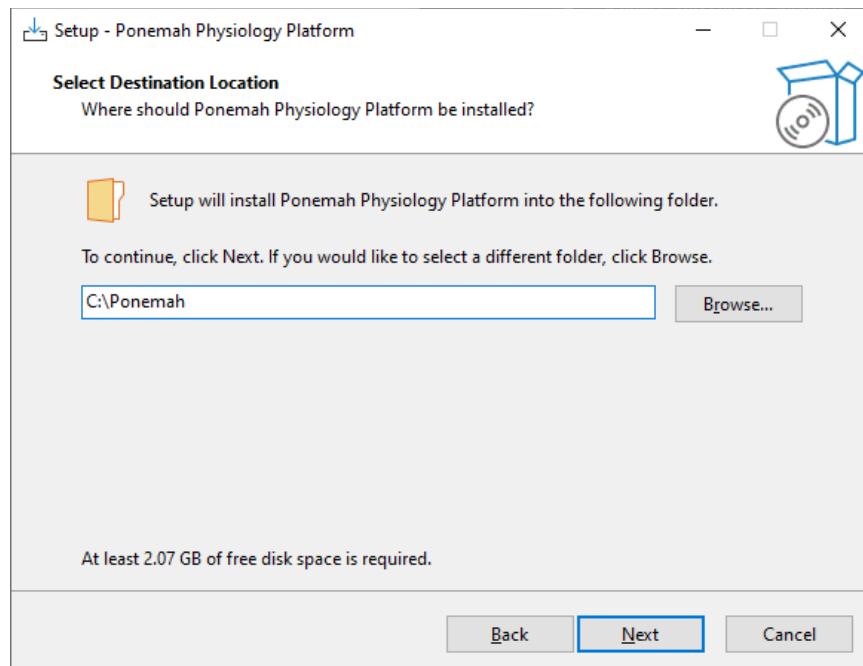 Setup - Ponemah Physiology Platform
Select Destination Location
Where should Ponemah Physiology Platform be installed?
Setup will install Ponemah Physiology Platform into the following folder.
To continue, click Next. If you would like to select a different folder, click Browse.
C:\Ponemah
Browse...
At least 2.07 GB of free disk space is required.
Back
Next
Cancel